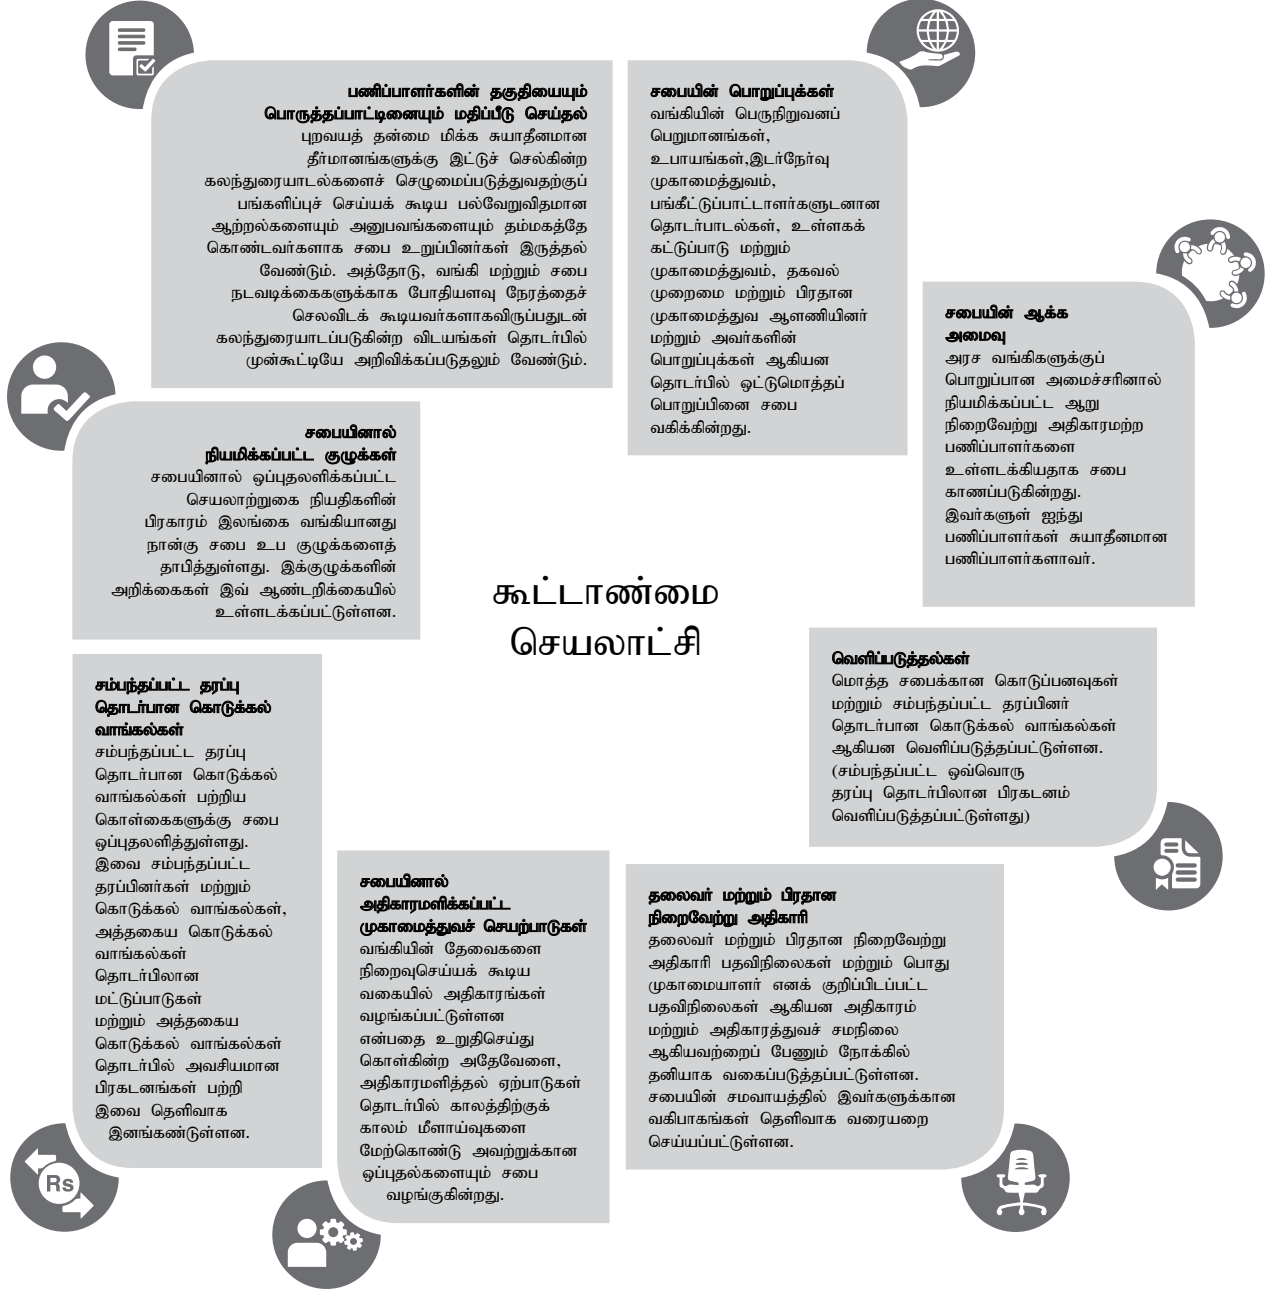 பணிப்பாளர்களின் தகுதியையும்
பொருத்தப்பாட்டினையும் மதிப்பீடு செய்தல்
புறவயத் தன்மை மிக்க சுயாதீனமான
தீர்மானங்களுக்கு இட்டுச் செல்கின்ற
கலந்துரையாடல்களைச் செழுமைப்படுத்துவதற்குப்
பங்களிப்புச் செய்யக் கூடிய பல்வேறுவிதமான
ஆற்றல்களையும் அனுபவங்களையும் தம்மகத்தே
கொண்டவர்களாக சபை உறுப்பினர்கள் இருத்தல்
வேண்டும். அத்தோடு, வங்கி மற்றும் சபை
நடவடிக்கைகளுக்காக போதியளவு நேரத்தைச்
செலவிடக் கூடியவர்களாகவிருப்பதுடன்
கலந்துரையாடப்படுகின்ற விடயங்கள் தொடர்பில்
முன்கூட்டியே அறிவிக்கப்படுதலும் வேண்டும்.
சபையின் பொறுப்புக்கள்
வங்கியின் பெருநிறுவனப்
பெறுமானங்கள்,
உபாயங்கள்,இடர்நேர்வு
முகாமைத்துவம்,
பங்கீட்டுப்பாட்டாளர்களுடனான
தொடர்பாடல்கள், உள்ளகக்
கட்டுப்பாடு மற்றும்
முகாமைத்துவம், தகவல்
முறைமை மற்றும் பிரதான
முகாமைத்துவ ஆளணியினர்
மற்றும் அவர்களின்
பொறுப்புக்கள் ஆகியன
தொடர்பில் ஒட்டுமொத்தப்
பொறுப்பினை சபை
வகிக்கின்றது.
சபையின் ஆக்க
அமைவு
அரச வங்கிகளுக்குப்
பொறுப்பான அமைச்சரினால்
நியமிக்கப்பட்ட ஆறு
நிறைவேற்று அதிகாரமற்ற
பணிப்பாளர்களை
உள்ளடக்கியதாக சபை
காணப்படுகின்றது.
இவர்களுள் ஐந்து
பணிப்பாளர்கள் சுயாதீனமான
பணிப்பாளர்களாவர்.
சபையினால்
நியமிக்கப்பட்ட குழுக்கள்
சபையினால் ஒப்புதலளிக்கப்பட்ட
செயலாற்றுகை நியதிகளின்
பிரகாரம் இலங்கை வங்கியானது
நான்கு சபை உப குழுக்களைத்
தாபித்துள்ளது. இக்குழுக்களின்
அறிக்கைகள் இவ் ஆண்டறிக்கையில்
உள்ளடக்கப்பட்டுள்ளன.
கூட்டாண்மை
செயலாட்சி
வெளிப்படுத்தல்கள்
மொத்த சபைக்கான கொடுப்பனவுகள்
மற்றும் சம்பந்தப்பட்ட தரப்பினர்
தொடர்பான கொடுக்கல் வாங்கல்கள்
ஆகியன வெளிப்படுத்தப்பட்டுள்ளன.
(சம்பந்தப்பட்ட ஒவ்வொரு
தரப்பு தொடர்பிலான பிரகடனம்
வெளிப்படுத்தப்பட்டுள்ளது)
சம்பந்தப்பட்ட தரப்பு
தொடர்பான கொடுக்கல்
வாங்கல்கள்
சம்பந்தப்பட்ட தரப்பு
தொடர்பான கொடுக்கல்
வாங்கல்கள் பற்றிய
கொள்கைகளுக்கு சபை
ஒப்புதலளித்துள்ளது.
இவை சம்பந்தப்பட்ட
தரப்பினர்கள் மற்றும்
கொடுக்கல் வாங்கல்கள்,
அத்தகைய கொடுக்கல்
வாங்கல்கள்
தொடர்பிலான
மட்டுப்பாடுகள்
மற்றும் அத்தகைய
கொடுக்கல் வாங்கல்கள்
தொடர்பில் அவசியமான
பிரகடனங்கள் பற்றி
இவை தெளிவாக
இனங்கண்டுள்ளன.
Rs
சபையினால்
அதிகாரமளிக்கப்பட்ட
முகாமைத்துவச் செயற்பாடுகள்
வங்கியின் தேவைகளை
நிறைவுசெய்யக் கூடிய
வகையில் அதிகாரங்கள்
வழங்கப்பட்டுள்ளன
என்பதை உறுதிசெய்து
கொள்கின்ற அதேவேளை,
அதிகாரமளித்தல் ஏற்பாடுகள்
தொடர்பில் காலத்திற்குக்
காலம் மீளாய்வுகளை
மேற்கொண்டு அவற்றுக்கான
ஒப்புதல்களையும் சபை
வழங்குகின்றது.
தலைவர் மற்றும் பிரதான
நிறைவேற்று அதிகாரி
தலைவர் மற்றும் பிரதான நிறைவேற்று
அதிகாரி பதவிநிலைகள் மற்றும் பொது
முகாமையாளர் எனக் குறிப்பிடப்பட்ட
பதவிநிலைகள் ஆகியன அதிகாரம்
மற்றும் அதிகாரத்துவச் சமநிலை
ஆகியவற்றைப் பேணும் நோக்கில்
தனியாக வகைப்படுத்தப்பட்டுள்ளன.
சபையின் சமவாயத்தில் இவர்களுக்கான
வகிபாகங்கள் தெளிவாக வரையறை
செய்யப்பட்டுள்ளன.